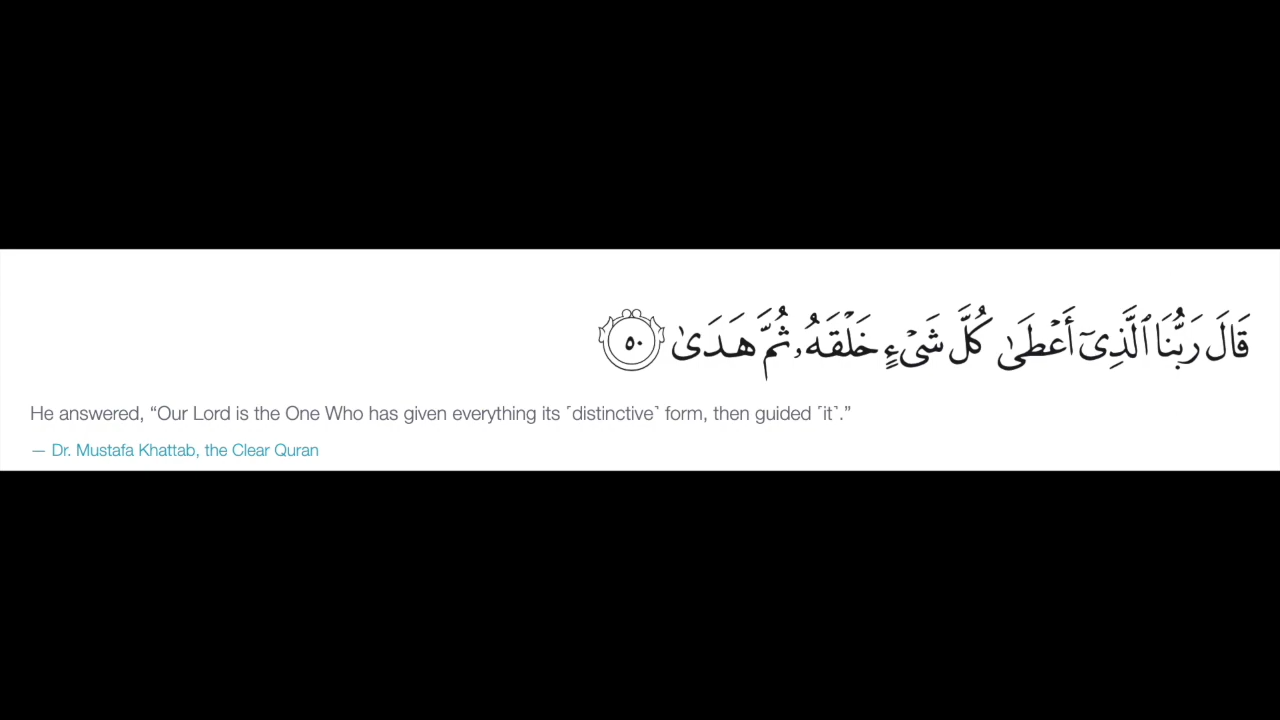 قَالَ رَبُّنَا ٱلَّذِىٓ أَعْطَىٰ كُلَّ شَىْءٍ خَلْقَهُۥ ثُمَّ هَدَىٰ ٥٠
He answered, “Our Lord is the One Who has given everything its ˹distinctive˺ form, then guided ˹it˺.”
— Dr. Mustafa Khattab, the Clear Quran